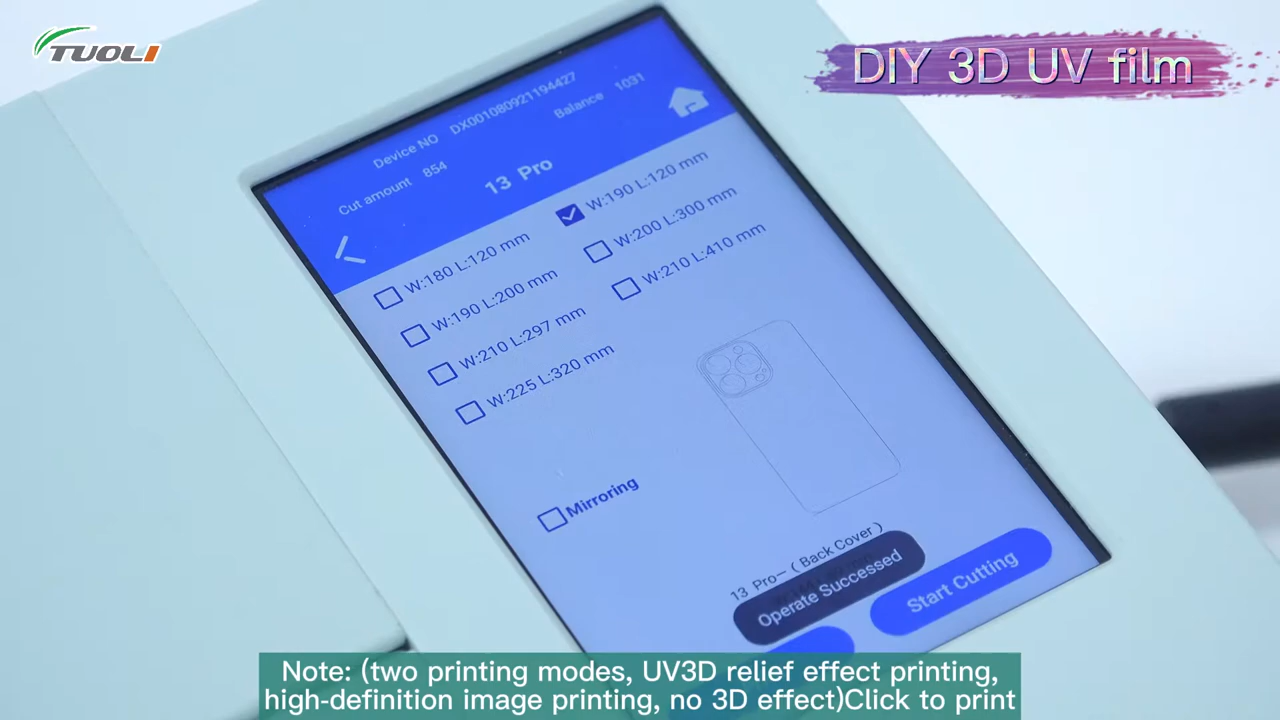 TUOLI
DIY 3D UV film
Device NO DX001080921194427
Cut amount 854
Balance 1031
13 Pro
W:180 L:120 mm
W:190 L:120 mm
W:190 L:200 mm
W:200 L:300 mm
W:210 L:297 mm
W:210 L:410 mm
W:225 L:320 mm
Mirroring
13 Pro—(Back Cover)
Operate Successed
Start Cutting
Note: (two printing modes, UV3D relief effect printing,
high-definition image printing, no 3D effect)Click to print